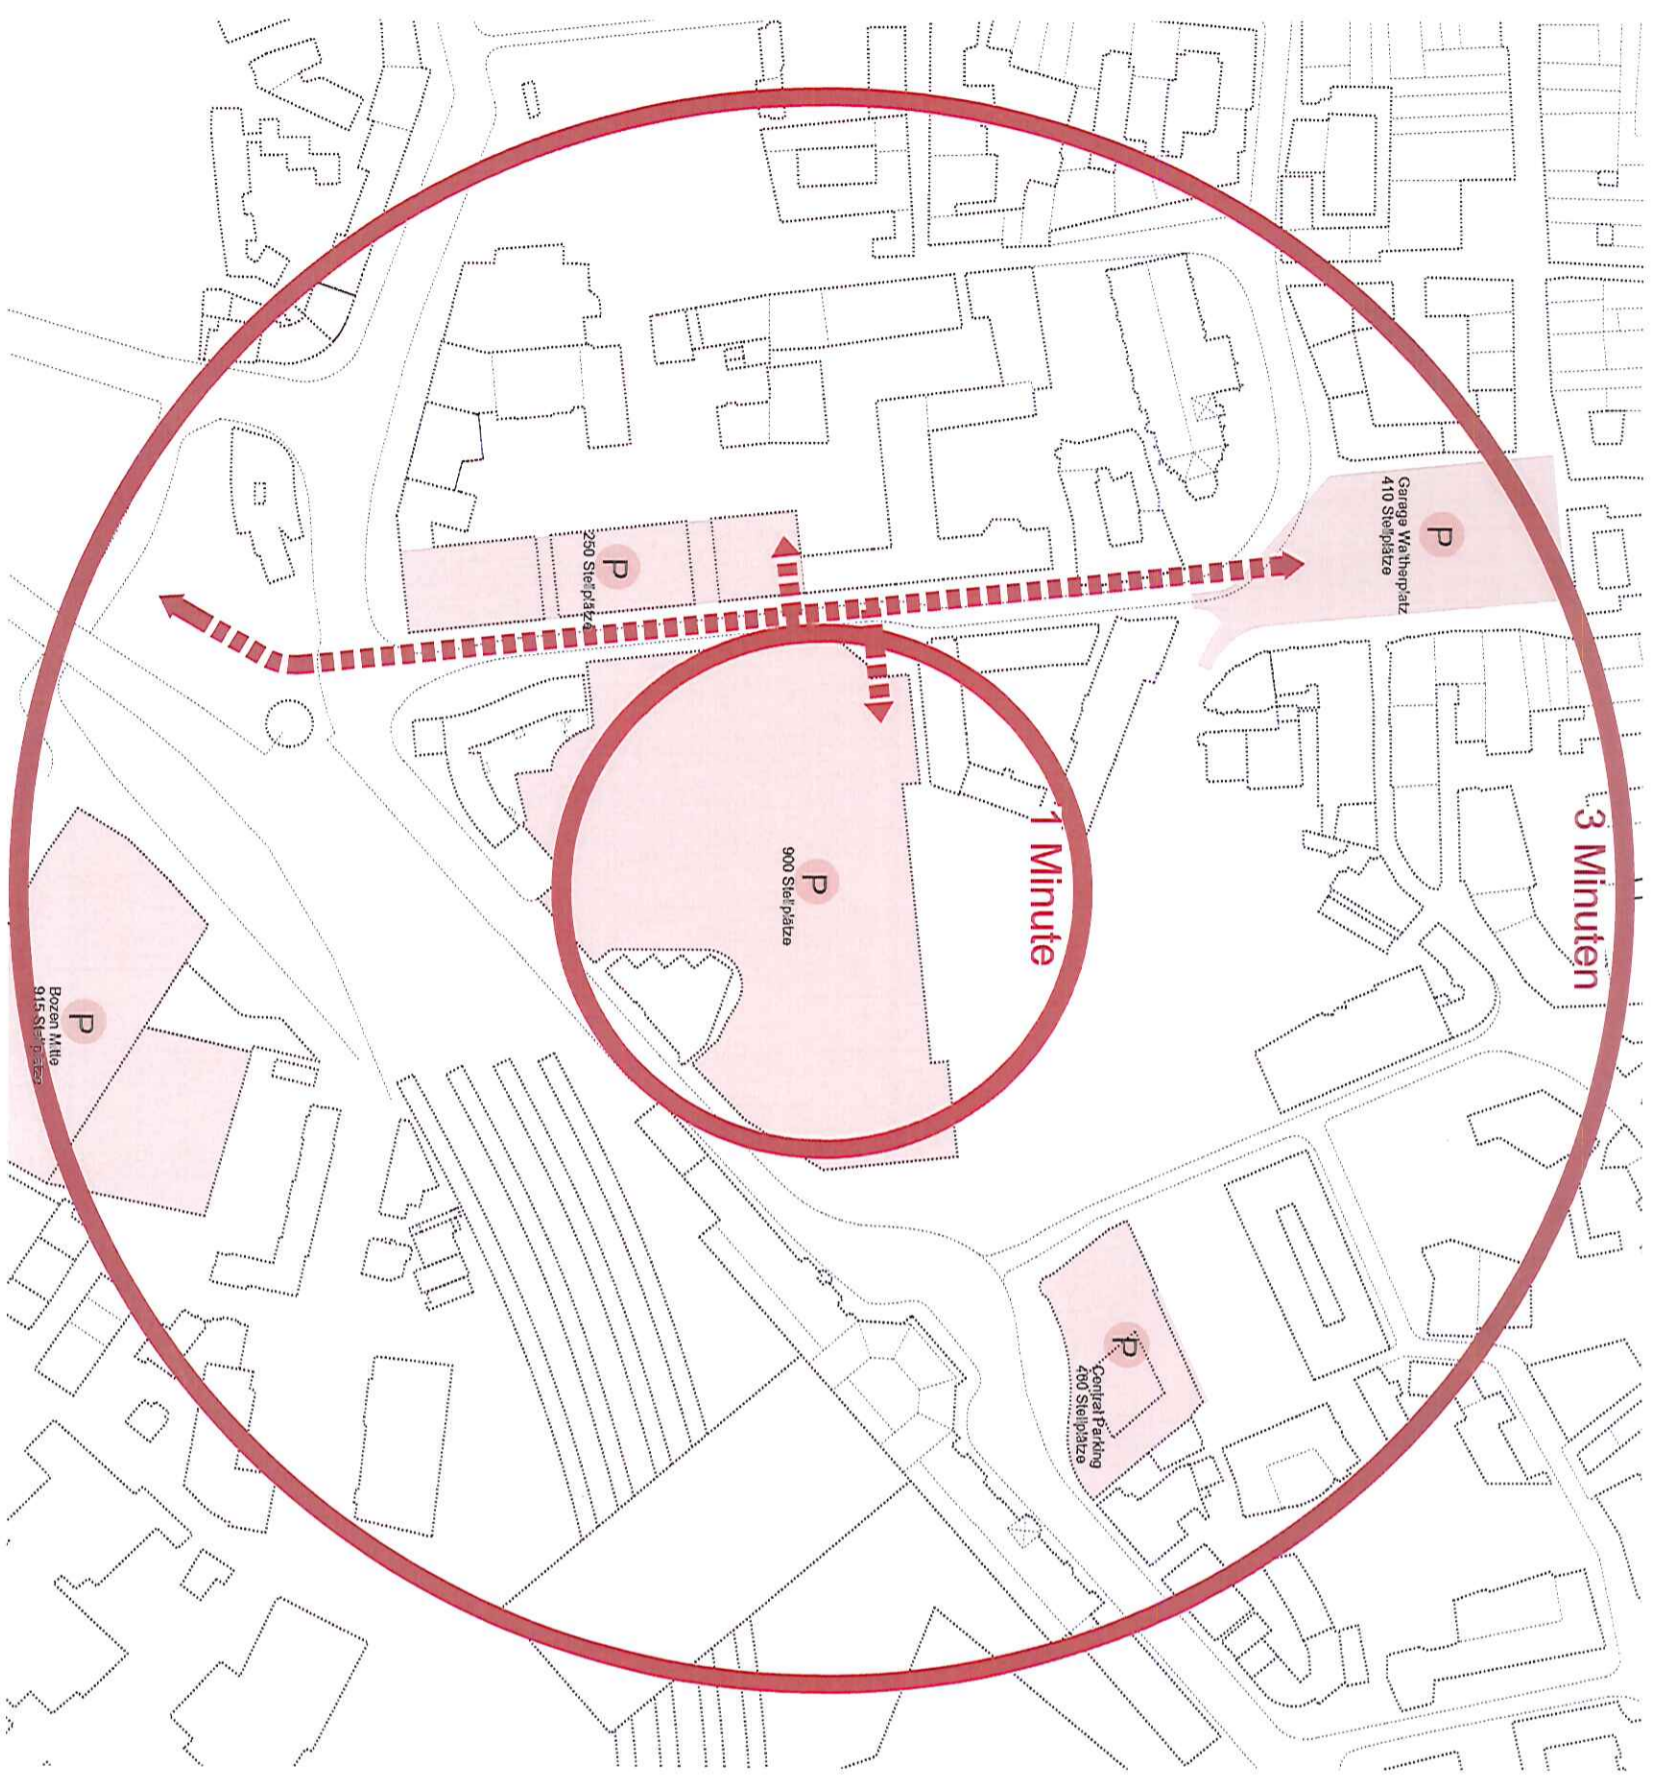 3 Minuten
1 Minute
P
Garage Waltherplatz
410 Stellplätze
P
250 Stellplätze
P
900 Stellplätze
P
Bozen Mitte
915 Stellplätze
P
Central Parking
460 Stellplätze